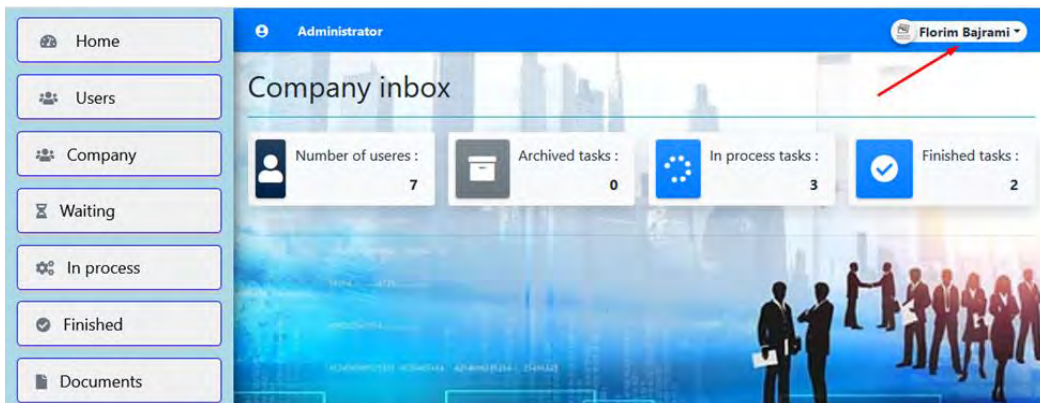 Home
Users
Company
Waiting
In process
Finished
Documents
Administrator
Florim Bajrami
Company inbox
Number of useres :
7
Archived tasks :
0
In process tasks :
3
Finished tasks :
2